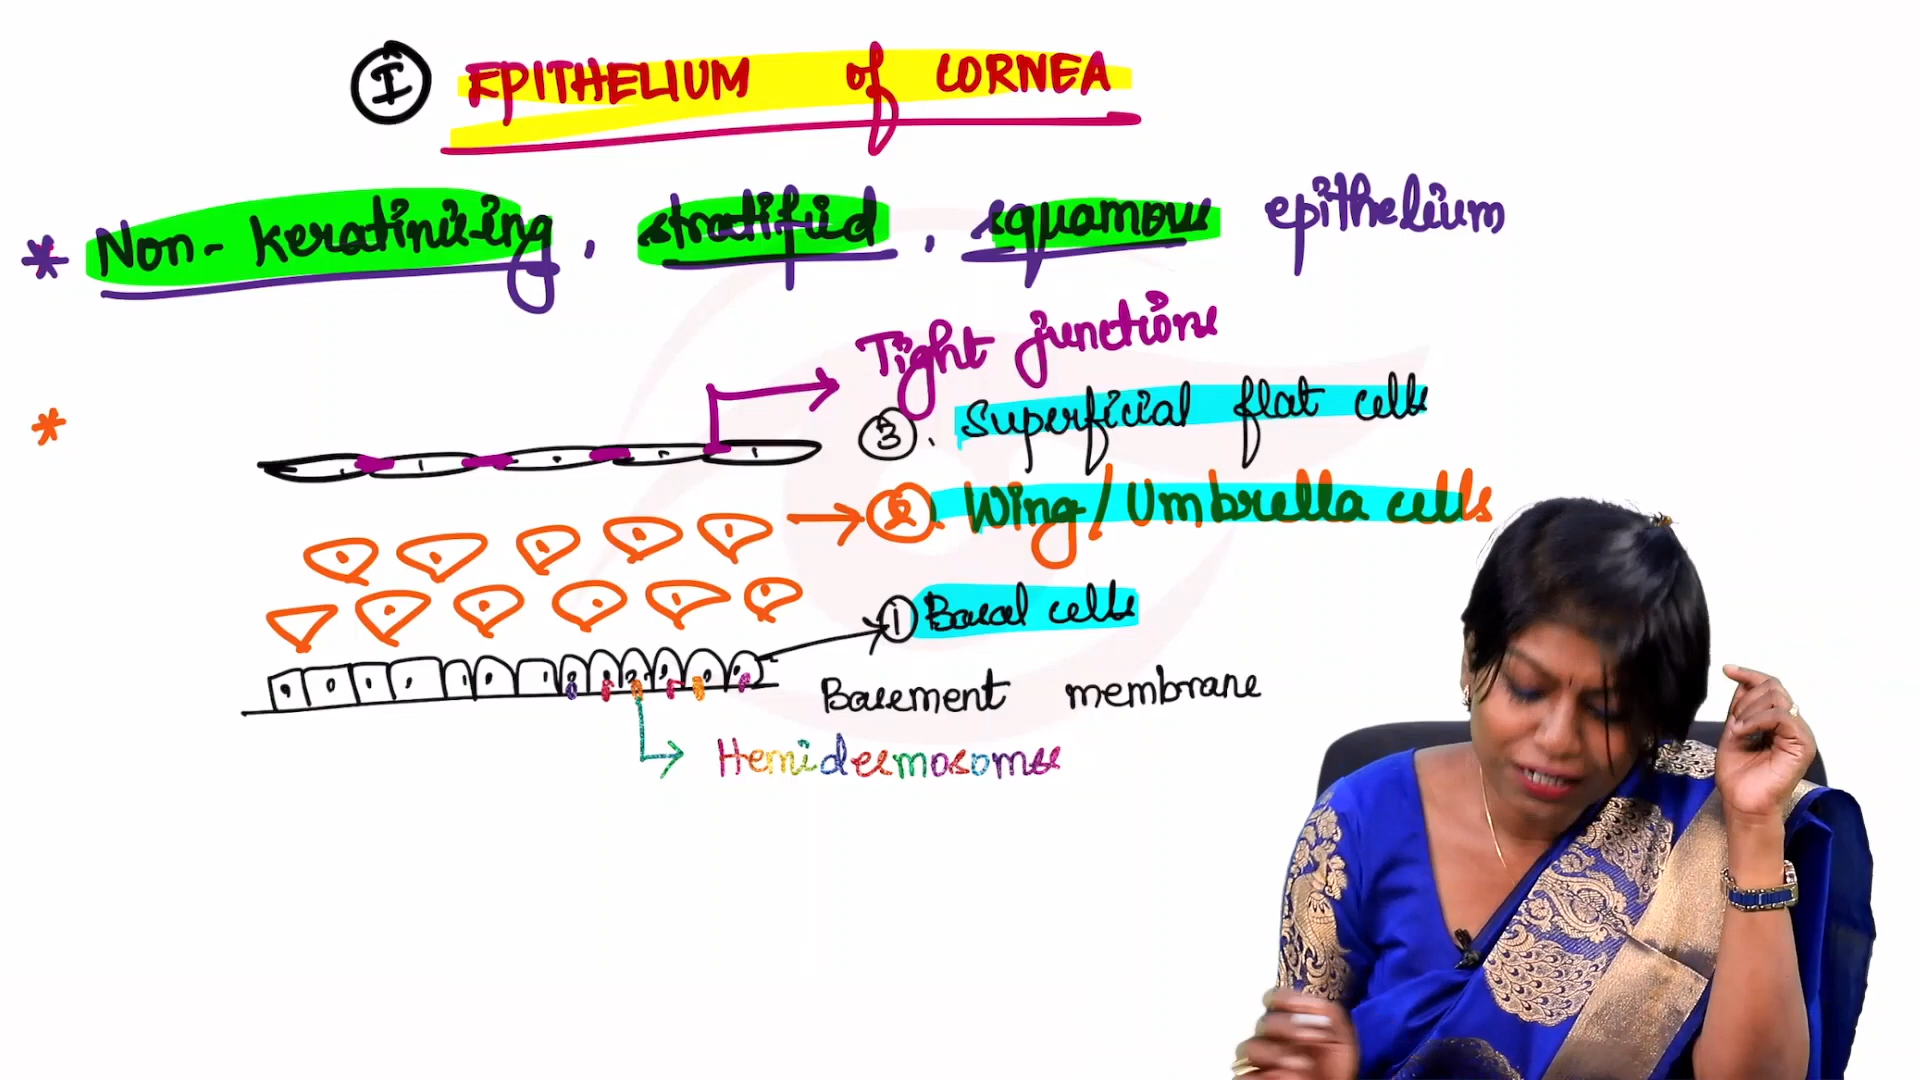 I EPITHELIUM of CORNEA
* Non-keratinizing, stratified, squamous epithelium
Tight junctions
*
3. Superficial flat cells
2. Wing/Umbrella cells
1 Basal cells
Basement membrane
Hemidesmosomes